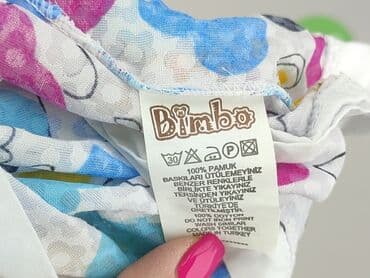 Bimbo
30 P
100% PAMUK
BASKILARI ÜTÜLEMEYİNİZ
BENZER RENKLERLE
BİRLİKTE YIKAYINIZ
TERSİNDEN YIKAYINIZ
VE ÜTÜLEYİNİZ
TÜRKİYE'DE
ÜRETİLMİŞTİR.
100% COTTON
DO NOT IRON PRINT
WASH SIMILAR
COLORS TOGETHER
MADE IN TURKEY